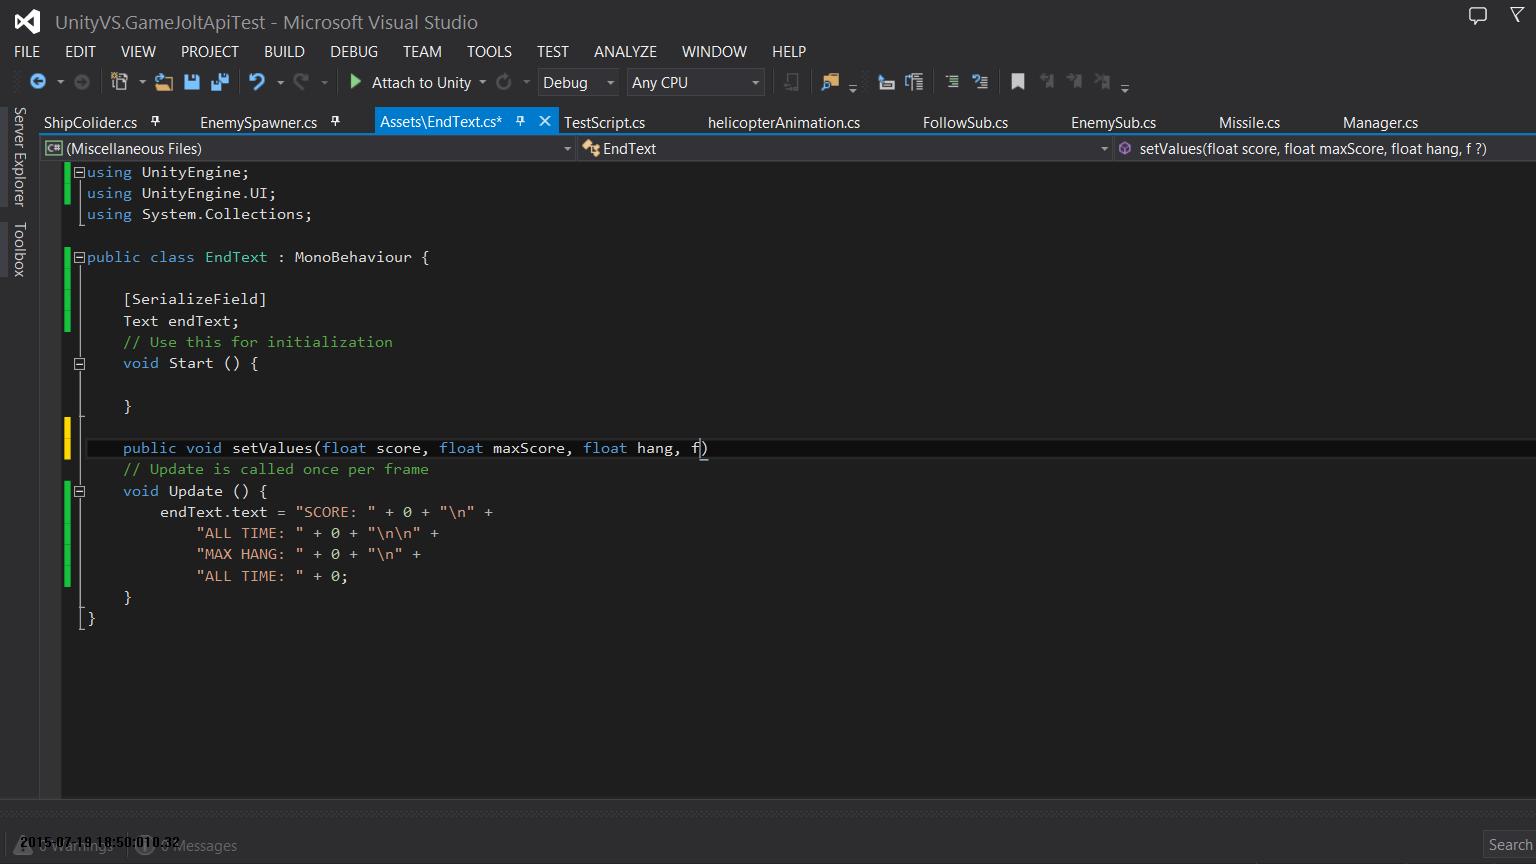 UnityVS.GameJoltApiTest - Microsoft Visual Studio
FILE EDIT VIEW PROJECT BUILD DEBUG TEAM TOOLS TEST ANALYZE WINDOW HELP
Attach to Unity Debug Any CPU
Server Explorer
Toolbox
ShipColider.cs EnemySpawner.cs Assets\EndText.cs* TestScript.cs helicopterAnimation.cs FollowSub.cs EnemySub.cs Missile.cs Manager.cs
C# (Miscellaneous Files) EndText setValues(float score, float maxScore, float hang, f ?)
using UnityEngine;
using UnityEngine.UI;
using System.Collections;
public class EndText : MonoBehaviour {
[SerializeField]
Text endText;
// Use this for initialization
void Start () {
}
public void setValues(float score, float maxScore, float hang, f)
// Update is called once per frame
void Update () {
endText.text = "SCORE: " + 0 + "\n" +
"ALL TIME: " + 0 + "\n\n" +
"MAX HANG: " + 0 + "\n" +
"ALL TIME: " + 0;
}
}
2015-07-19 18:50:010.32
0 Warnings 0 Messages
Search